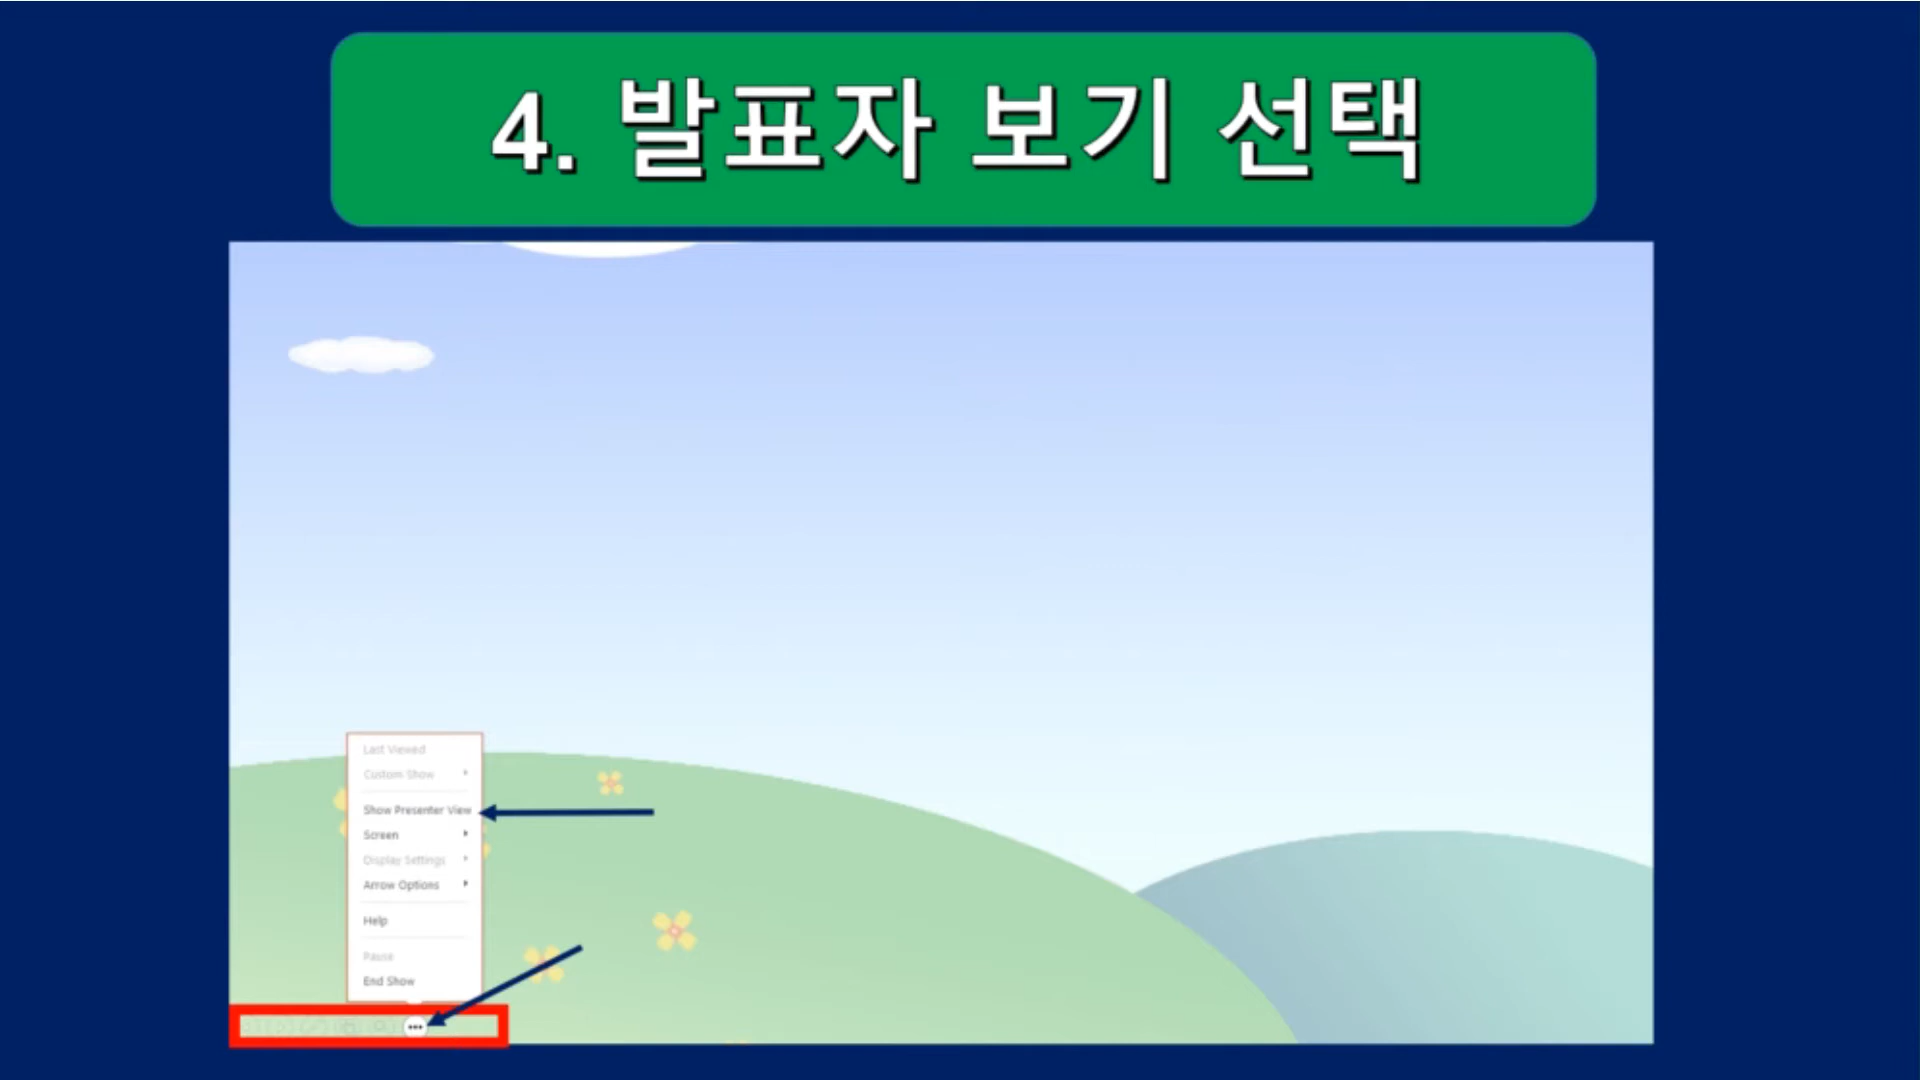 4. 발표자 보기 선택
Last Viewed
Custom Show
Show Presenter View
Screen
Display Settings
Arrow Options
Help
Pause
End Show